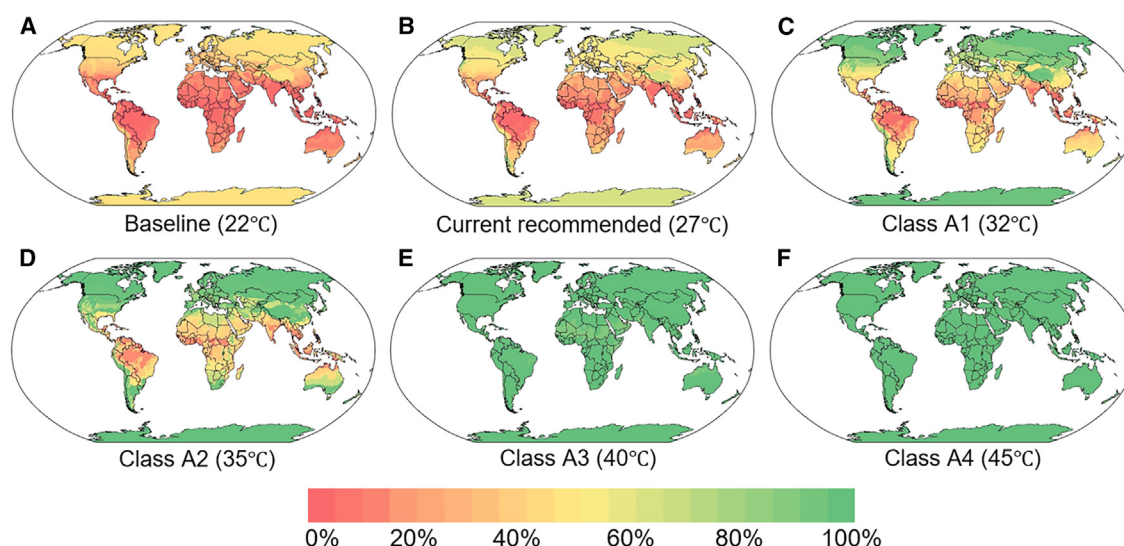 A
B
C
Baseline (22°C)
Current recommended (27°C)
Class A1 (32°C)
D
E
F
Class A2 (35°C)
Class A3 (40°C)
Class A4 (45°C)
0% 20% 40% 60% 80% 100%